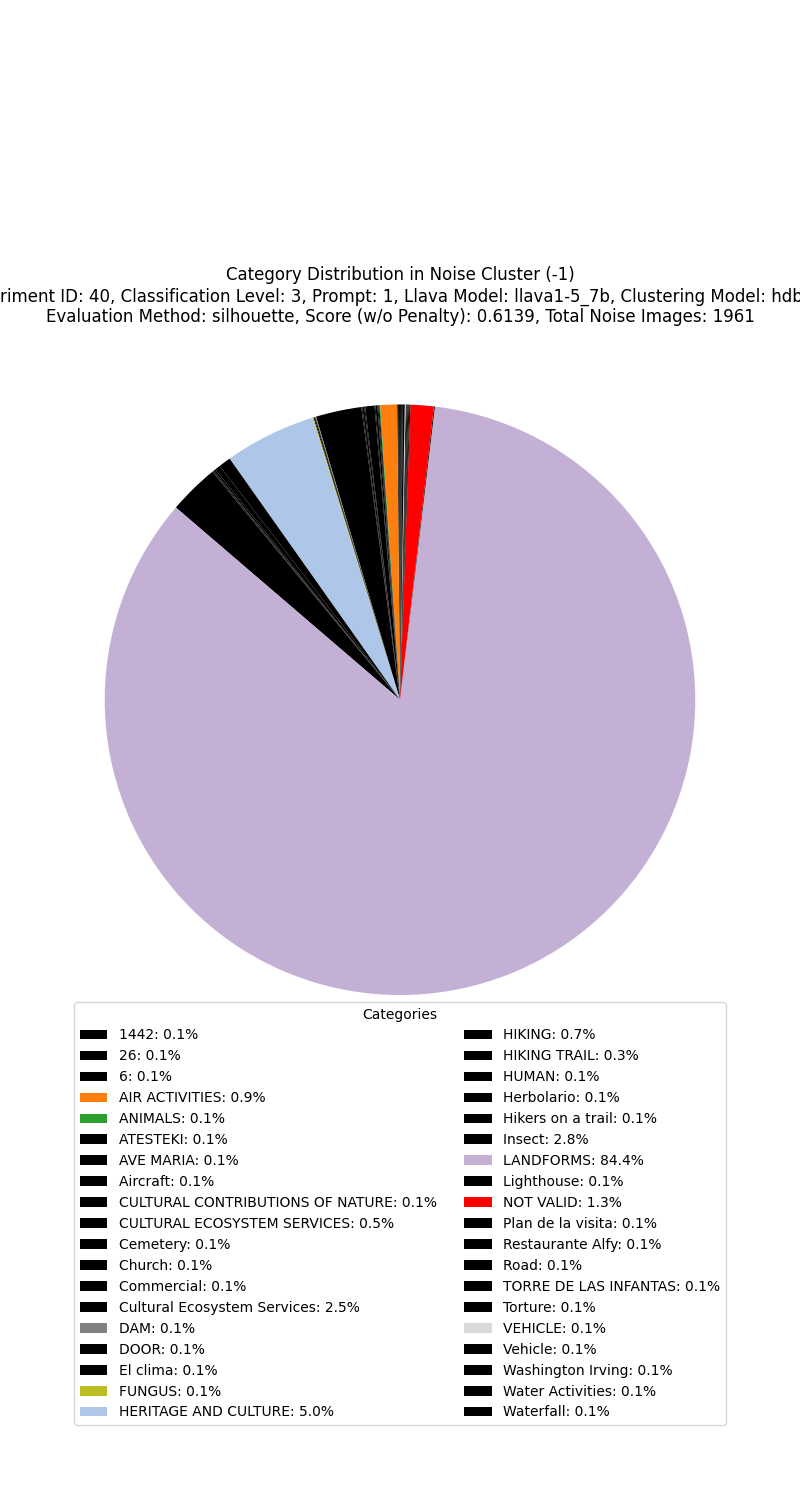 Category Distribution in Noise Cluster (-1)
riment ID: 40, Classification Level: 3, Prompt: 1, Llava Model: llava1-5_7b, Clustering Model: hdb
Evaluation Method: silhouette, Score (w/o Penalty): 0.6139, Total Noise Images: 1961
Categories
1442: 0.1%
26: 0.1%
6: 0.1%
AIR ACTIVITIES: 0.9%
ANIMALS: 0.1%
ATESTEKI: 0.1%
AVE MARIA: 0.1%
Aircraft: 0.1%
CULTURAL CONTRIBUTIONS OF NATURE: 0.1%
CULTURAL ECOSYSTEM SERVICES: 0.5%
Cemetery: 0.1%
Church: 0.1%
Commercial: 0.1%
Cultural Ecosystem Services: 2.5%
DAM: 0.1%
DOOR: 0.1%
El clima: 0.1%
FUNGUS: 0.1%
HERITAGE AND CULTURE: 5.0%
HIKING: 0.7%
HIKING TRAIL: 0.3%
HUMAN: 0.1%
Herbolario: 0.1%
Hikers on a trail: 0.1%
Insect: 2.8%
LANDFORMS: 84.4%
Lighthouse: 0.1%
NOT VALID: 1.3%
Plan de la visita: 0.1%
Restaurante Alfy: 0.1%
Road: 0.1%
TORRE DE LAS INFANTAS: 0.1%
Torture: 0.1%
VEHICLE: 0.1%
Vehicle: 0.1%
Washington Irving: 0.1%
Water Activities: 0.1%
Waterfall: 0.1%